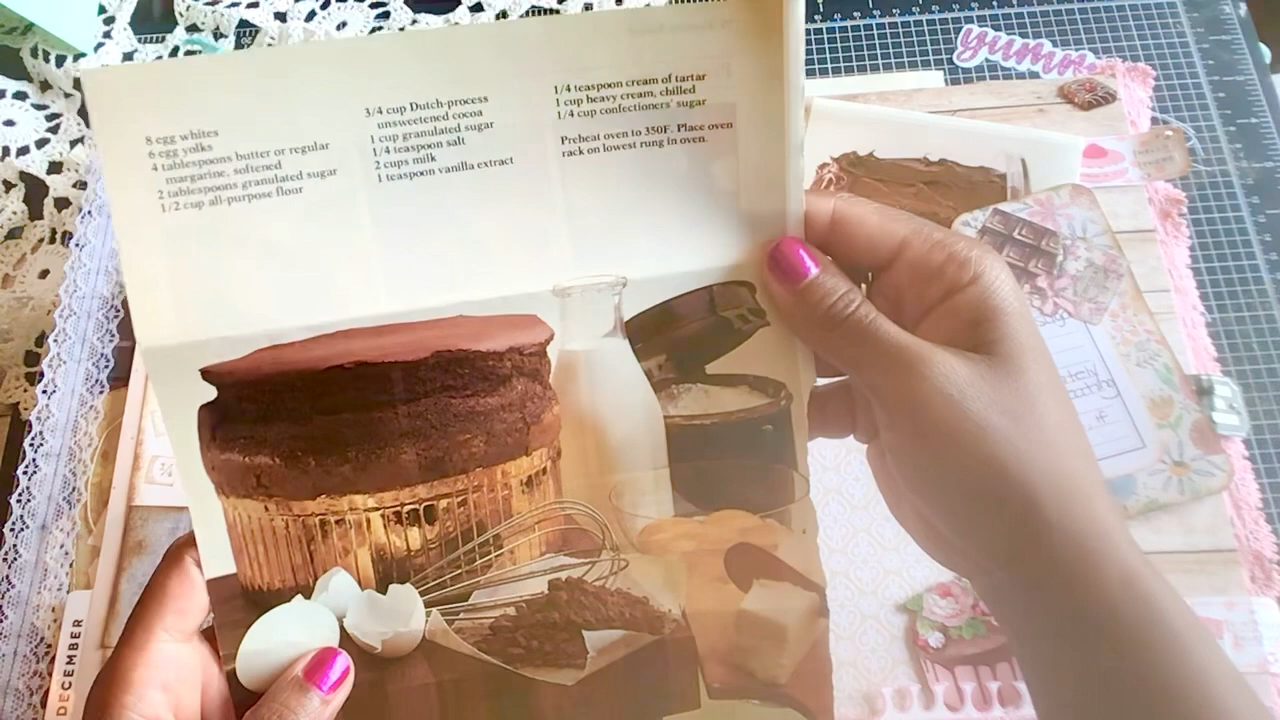 8 egg whites
6 egg yolks
4 tablespoons butter or regular
margarine, softened
2 tablespoons granulated sugar
1/2 cup all-purpose flour
3/4 cup Dutch-process
unsweetened cocoa
1 cup granulated sugar
1/4 teaspoon salt
2 cups milk
1 teaspoon vanilla extract
1/4 teaspoon cream of tartar
1 cup heavy cream, chilled
1/4 cup confectioners' sugar
Preheat oven to 350F. Place oven
rack on lowest rung in oven.
yumm
DECEMBER
3/4
if